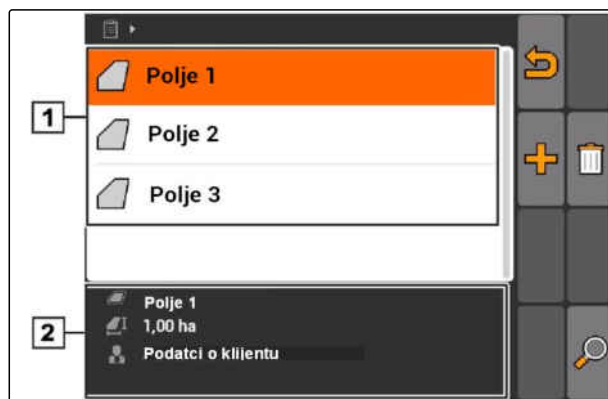 1
Polje 1
Polje 2
Polje 3
2
Polje 1
1,00 ha
Podatci o klijentu